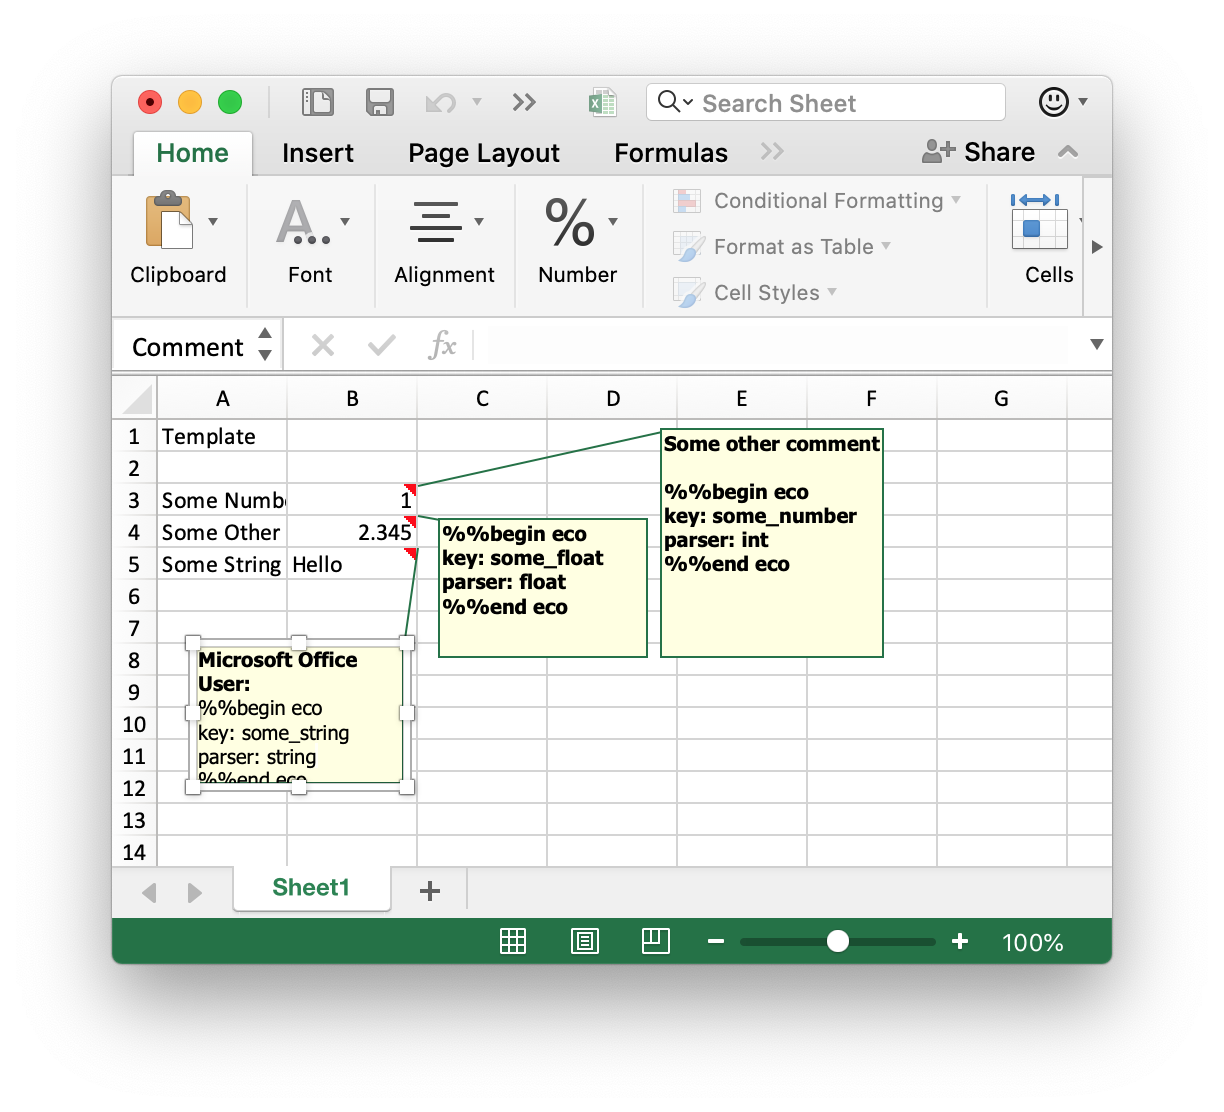 Search Sheet
Home Insert Page Layout Formulas Share
Conditional Formatting
Format as Table
Cell Styles
Clipboard Font Alignment Number Cells
Comment fx
A B C D E F G
1 Template
2
3 Some Numb 1
4 Some Other 2.345
5 Some String Hello
6
7
8
9
10
11
12
13
14
Some other comment
%%begin eco
key: some_number
parser: int
%%end eco
%%begin eco
key: some_float
parser: float
%%end eco
Microsoft Office
User:
%%begin eco
key: some_string
parser: string
%%end eco
Sheet1
100%